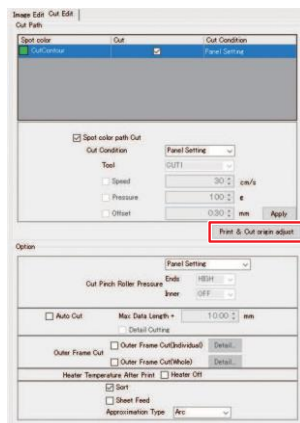 Image Edit Cut Edit
Cut Path
Spot color Cut Cut Condition
CutContour Panel Setting
Spot color path Cut
Cut Condition Panel Setting
Tool CUT1
Speed 30 cm/s
Pressure 100 g
Offset 0.30 mm Apply
Print & Cut origin adjust
Option
Panel Setting
Cut Pinch Roller Pressure Ends HIGH
Inner OFF
Auto Cut Max Data Length + 10.00 mm
Detail Cutting
Outer Frame Cut Outer Frame Cut(Individual) Detail...
Outer Frame Cut(Whole) Detail...
Heater Temperature After Print Heater Off
Sort
Sheet Feed
Approximation Type Arc